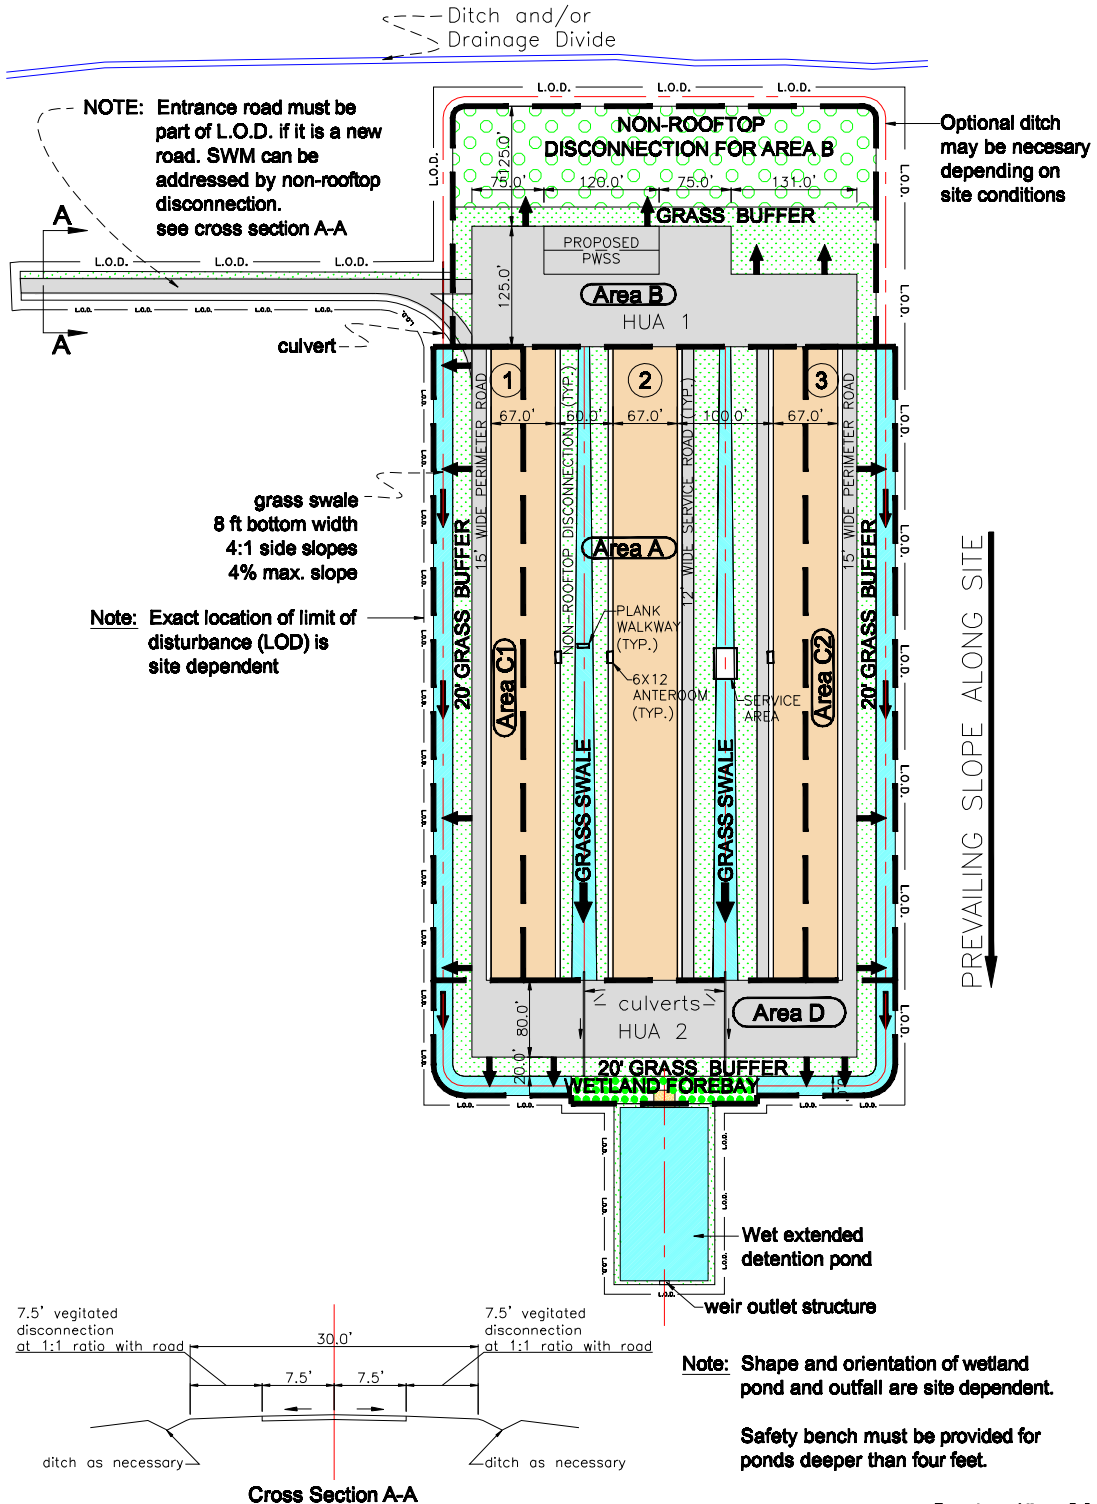 Ditch and/or
Drainage Divide
NOTE: Entrance road must be
part of L.O.D. if it is a new
road. SWM can be
addressed by non-rooftop
disconnection.
see cross section A-A
L.O.D.
L.O.D.
L.O.D.
L.O.D.
L.O.D.
NON-ROOFTOP
DISCONNECTION FOR AREA B
125.0'
75.0'
120.0'
75.0'
131.0'
GRASS BUFFER
Optional ditch
may be necesary
depending on
site conditions
L.O.D.
L.O.D.
A
A
L.O.D.
L.O.D.
L.O.D.
L.O.D.
L.O.D.
L.O.D.
L.O.D.
L.O.D.
culvert
PROPOSED
PWSS
125.0'
Area B
HUA 1
1
2
3
67.0'
60.0'
67.0'
100.0'
67.0'
15' WIDE PERIMETER ROAD
NON-ROOFTOP DISCONNECTION (TYP.)
12' WIDE SERVICE ROAD (TYP.)
15' WIDE PERIMETER ROAD
grass swale
8 ft bottom width
4:1 side slopes
4% max. slope
Note: Exact location of limit of
disturbance (LOD) is
site dependent
20' GRASS BUFFER
Area C1
Area A
PLANK
WALKWAY
(TYP.)
6X12
ANTEROOM
(TYP.)
SERVICE
AREA
Area C2
20' GRASS BUFFER
GRASS SWALE
GRASS SWALE
PREVAILING SLOPE ALONG SITE
L.O.D.
L.O.D.
L.O.D.
L.O.D.
L.O.D.
L.O.D.
L.O.D.
L.O.D.
80.0'
culverts
HUA 2
Area D
20.0'
20' GRASS BUFFER
WETLAND FOREBAY
L.O.D.
L.O.D.
L.O.D.
L.O.D.
L.O.D.
L.O.D.
L.O.D.
L.O.D.
L.O.D.
L.O.D.
L.O.D.
Wet extended
detention pond
weir outlet structure
7.5' vegitated
disconnection
at 1:1 ratio with road
30.0'
7.5' vegitated
disconnection
at 1:1 ratio with road
7.5'
7.5'
ditch as necessary
ditch as necessary
Cross Section A-A
Note: Shape and orientation of wetland
pond and outfall are site dependent.
Safety bench must be provided for
ponds deeper than four feet.